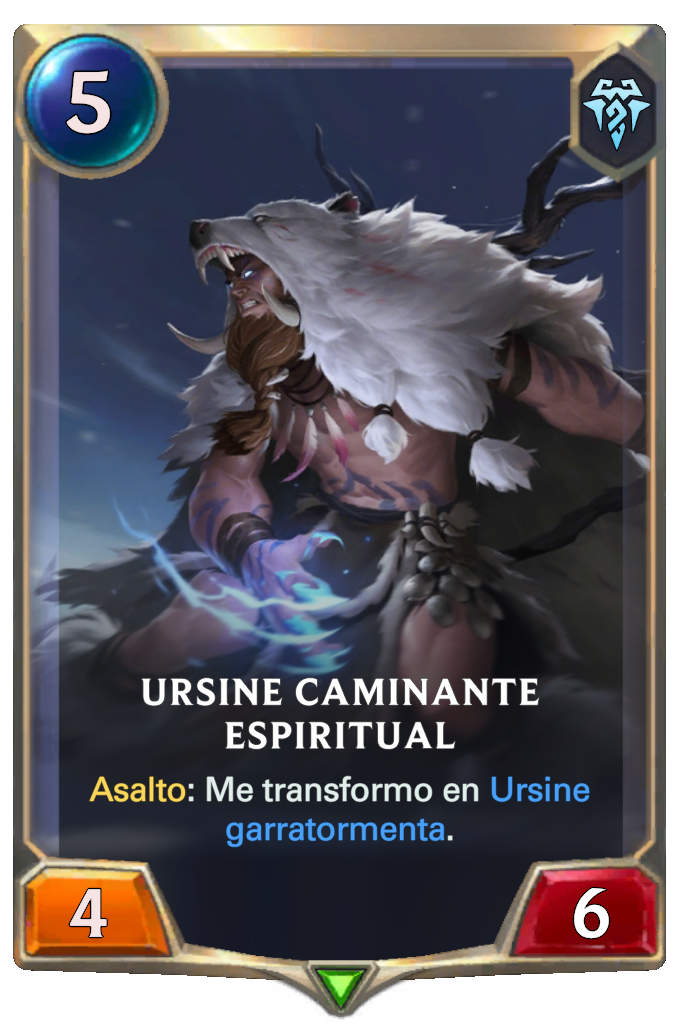 5
URSINE CAMINANTE
ESPIRITUAL
Asalto: Me transformo en Ursine
garratormenta.
4
6